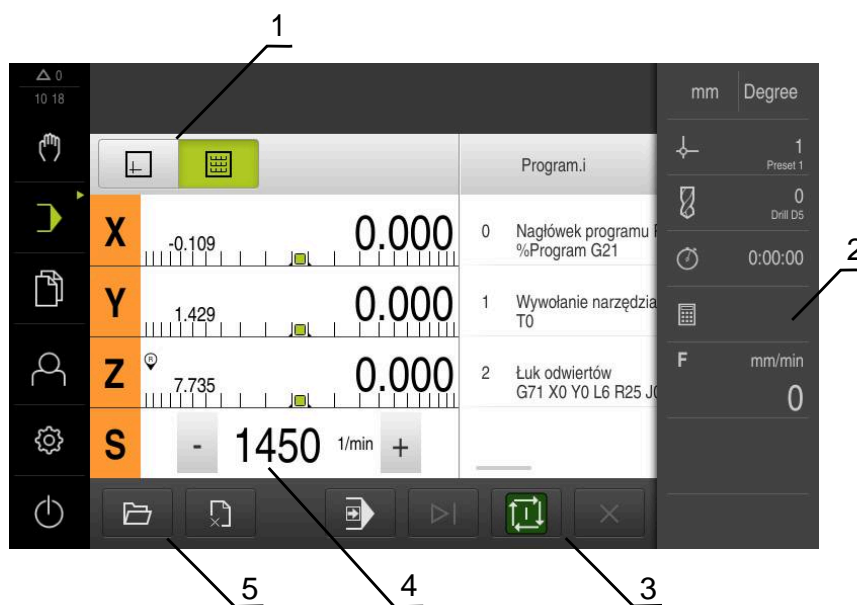 1
0
10 18
mm Degree
1
Preset 1
Program.i
0
Drill D5
X -0.109 0.000
0 Nagłówek programu
%Program G21
0:00:00
2
Y 1.429 0.000
1 Wywołanie narzędzia
T0
F mm/min
0
Z R 7.735 0.000
2 Łuk odwiertów
G71 X0 Y0 L6 R25
S - 1450 1/min +
5 4 3